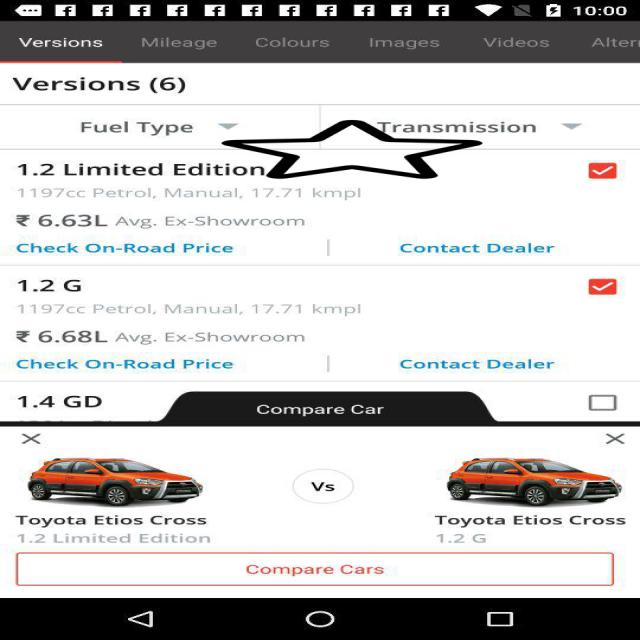 10:00
Versions Mileage Colours Images Videos Alter
Versions (6)
Fuel Type Transmission
1.2 Limited Edition
1197cc Petrol, Manual, 17.71 kmpl
₹ 6.63L Avg. Ex-Showroom
Check On-Road Price | Contact Dealer
1.2 G
1197cc Petrol, Manual, 17.71 kmpl
₹ 6.68L Avg. Ex-Showroom
Check On-Road Price | Contact Dealer
1.4 GD
Compare Car
Vs
Toyota Etios Cross Toyota Etios Cross
1.2 Limited Edition 1.2 G
Compare Cars